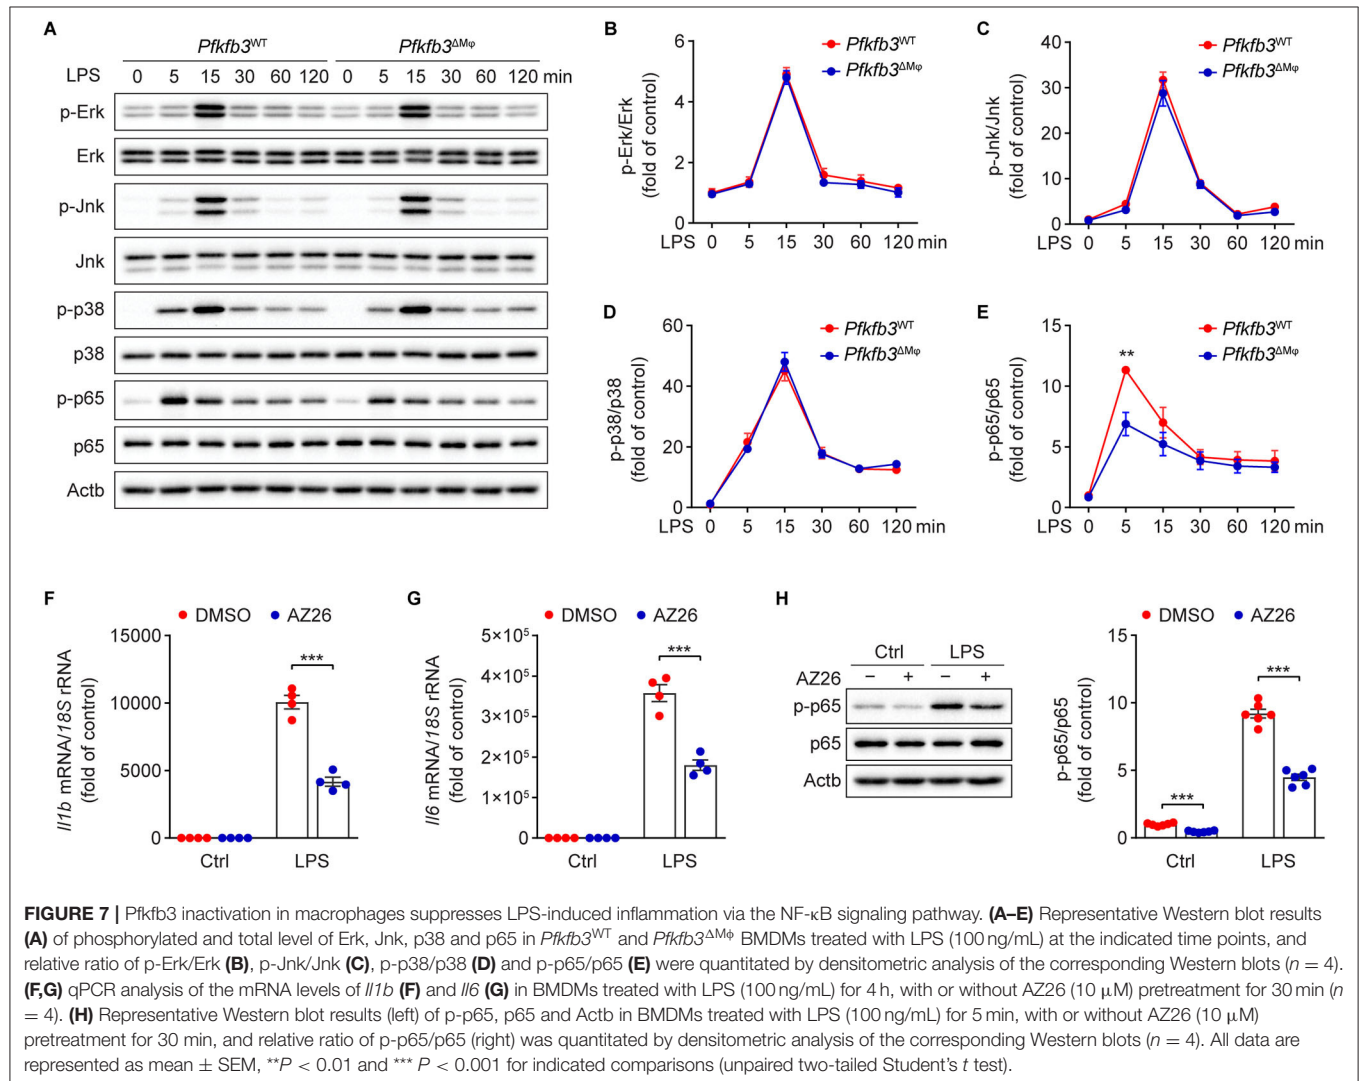 A
Pfkfb3WT Pfkfb3ΔMφ
LPS 0 5 15 30 60 120 0 5 15 30 60 120 min
p-Erk
Erk
p-Jnk
Jnk
p-p38
p38
p-p65
p65
Actb
B
Pfkfb3WT
Pfkfb3ΔMφ
p-Erk/Erk
(fold of control)
6
4
2
0
LPS 0 5 15 30 60 120 min
C
Pfkfb3WT
Pfkfb3ΔMφ
p-Jnk/Jnk
(fold of control)
40
30
20
10
0
LPS 0 5 15 30 60 120 min
D
Pfkfb3WT
Pfkfb3ΔMφ
p-p38/p38
(fold of control)
60
40
20
0
LPS 0 5 15 30 60 120 min
E
Pfkfb3WT
Pfkfb3ΔMφ
p-p65/p65
(fold of control)
15
10
5
0
**
LPS 0 5 15 30 60 120 min
F
DMSO AZ26
Il1b mRNA/18S rRNA
(fold of control)
15000
10000
5000
0
***
Ctrl LPS
G
DMSO AZ26
Il6 mRNA/18S rRNA
(fold of control)
5×10⁵
4×10⁵
3×10⁵
2×10⁵
1×10⁵
0
***
Ctrl LPS
H
Ctrl LPS
AZ26 − + − +
p-p65
p65
Actb
DMSO AZ26
p-p65/p65
(fold of control)
15
10
5
0
*** ***
Ctrl LPS
FIGURE 7 | Pfkfb3 inactivation in macrophages suppresses LPS-induced inflammation via the NF-κB signaling pathway. (A–E) Representative Western blot results
(A) of phosphorylated and total level of Erk, Jnk, p38 and p65 in Pfkfb3WT and Pfkfb3ΔMφ BMDMs treated with LPS (100 ng/mL) at the indicated time points, and
relative ratio of p-Erk/Erk (B), p-Jnk/Jnk (C), p-p38/p38 (D) and p-p65/p65 (E) were quantitated by densitometric analysis of the corresponding Western blots (n = 4).
(F,G) qPCR analysis of the mRNA levels of Il1b (F) and Il6 (G) in BMDMs treated with LPS (100 ng/mL) for 4 h, with or without AZ26 (10 μM) pretreatment for 30 min (n
= 4). (H) Representative Western blot results (left) of p-p65, p65 and Actb in BMDMs treated with LPS (100 ng/mL) for 5 min, with or without AZ26 (10 μM)
pretreatment for 30 min, and relative ratio of p-p65/p65 (right) was quantitated by densitometric analysis of the corresponding Western blots (n = 4). All data are
represented as mean ± SEM, **P < 0.01 and *** P < 0.001 for indicated comparisons (unpaired two-tailed Student's t test).